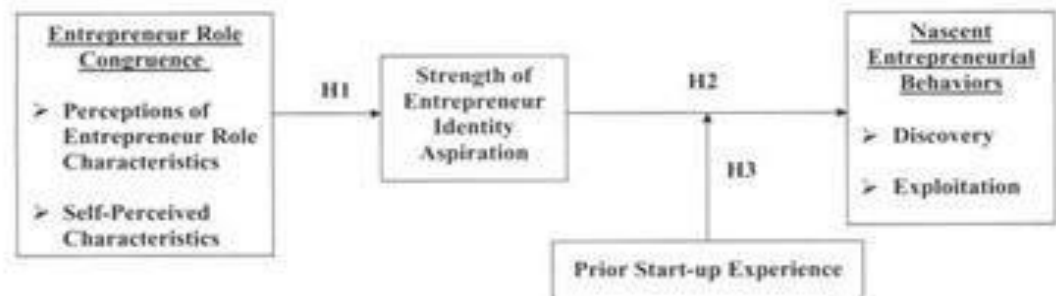 Entrepreneur Role
Congruence
➢ Perceptions of
Entrepreneur Role
Characteristics
➢ Self-Perceived
Characteristics
H1
Strength of
Entrepreneur
Identity
Aspiration
H2
H3
Prior Start-up Experience
Nascent
Entrepreneurial
Behaviors
➢ Discovery
➢ Exploitation